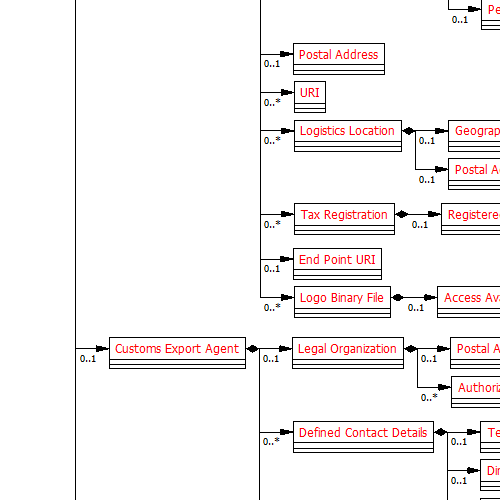 Pe
0..1
Postal Address
0..1
URI
0..*
Logistics Location
Geograp
0..*
0..1
Postal A
0..1
Tax Registration
Registere
0..*
0..1
End Point URI
0..1
Logo Binary File
Access Ava
0..*
0..1
Customs Export Agent
Legal Organization
Postal A
0..1
0..1
0..1
Authoriz
0..*
Defined Contact Details
Te
0..*
0..1
Dir
0..1